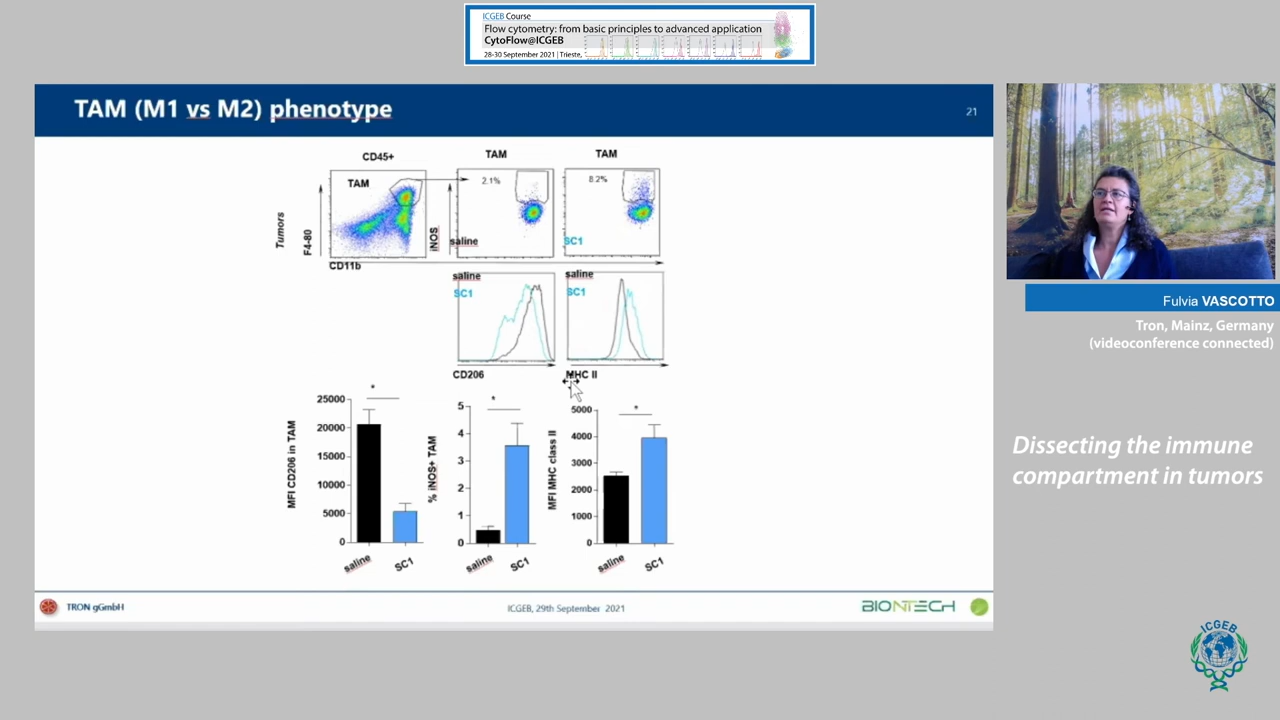 ICGEB Course
Flow cytometry: from basic principles to advanced application
CytoFlow@ICGEB
28-30 September 2021 | Trieste,
TAM (M1 vs M2) phenotype
21
CD45+
TAM
TAM
TAM
2.1%
8.2%
Tumors
F4-80
iNOS
saline
SC1
CD11b
saline
SC1
saline
SC1
CD206
MHC II
*
25000
20000
15000
10000
5000
0
MFI CD206 in TAM
saline
SC1
*
5
4
3
2
1
0
% iNOS+ TAM
saline
SC1
*
5000
4000
3000
2000
1000
0
MFI MHC class II
saline
SC1
TRON gGmbH
ICGEB, 29th September 2021
BIONTECH
Fulvia VASCOTTO
Tron, Mainz, Germany
(videoconference connected)
Dissecting the immune
compartment in tumors
ICGEB